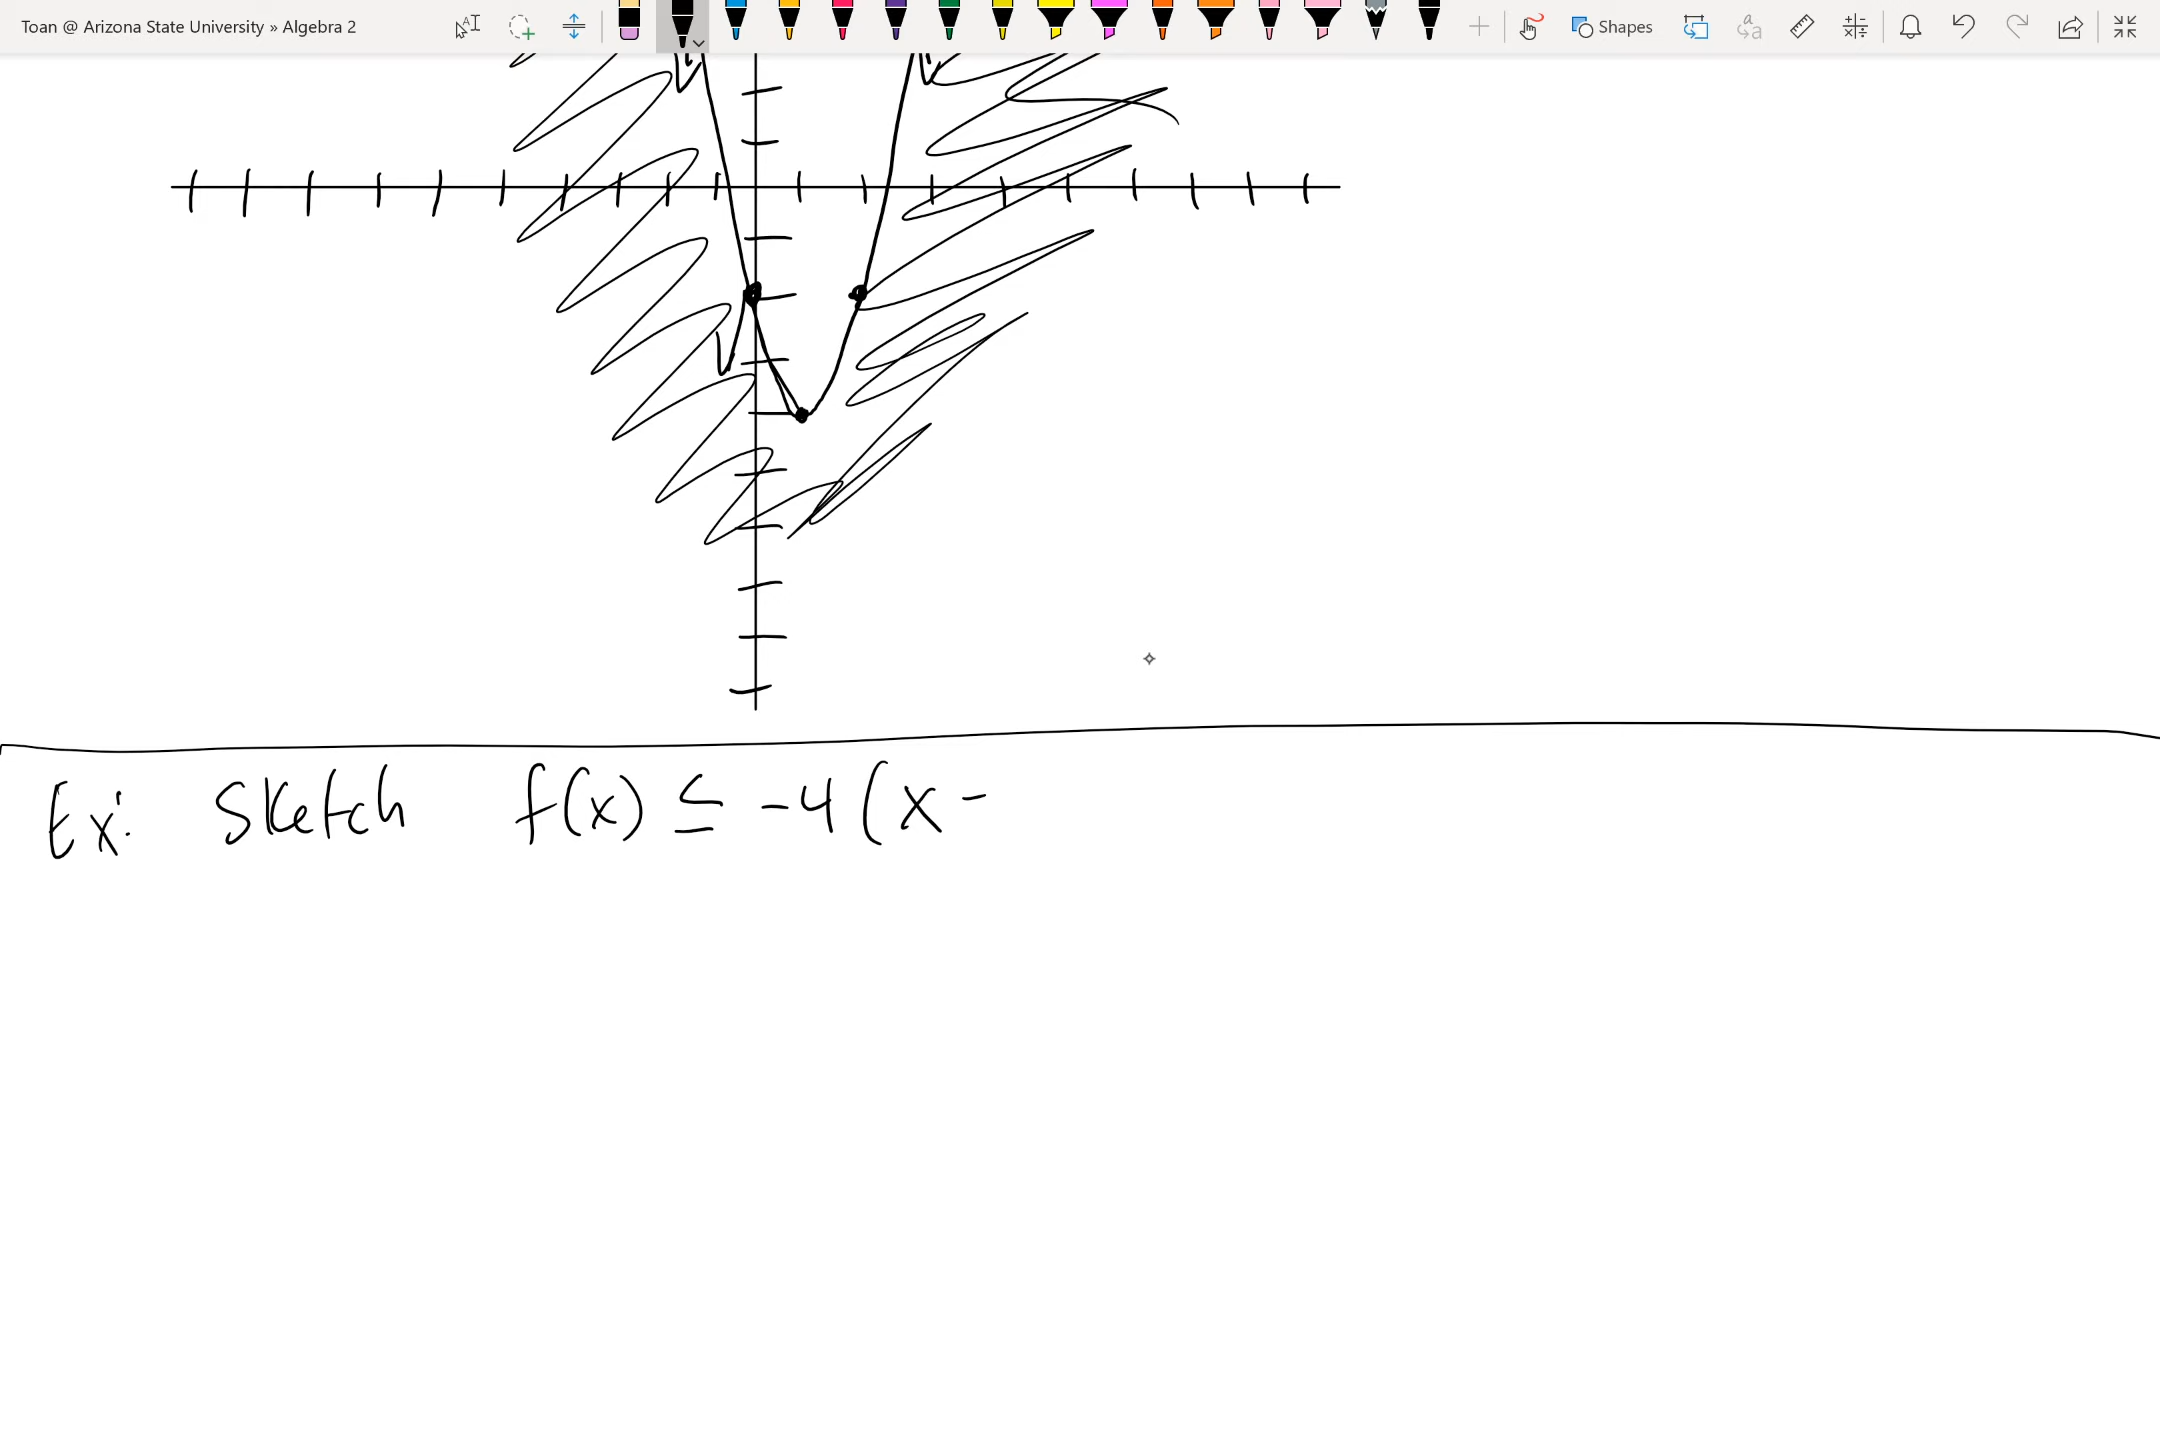 Toan @ Arizona State University » Algebra 2
Shapes
Ex: Sketch f(x) ≤ -4(x -